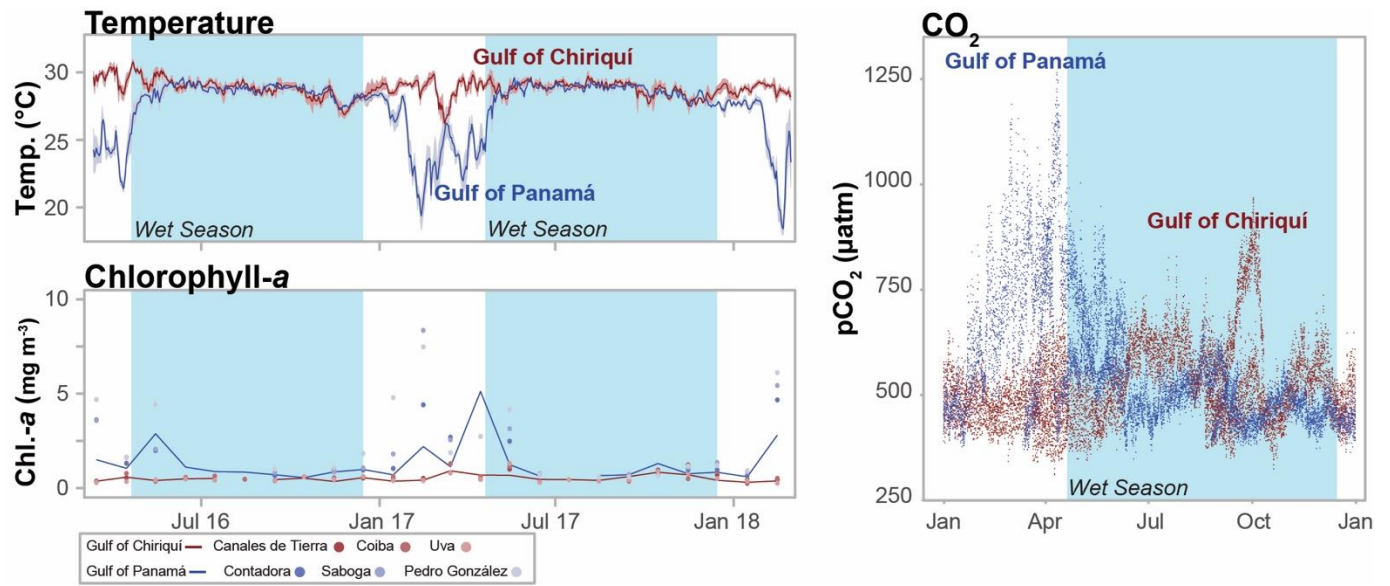 Temperature
Temp. (°C)
30
25
20
Gulf of Chiriquí
Gulf of Panamá
Wet Season
Wet Season
Chlorophyll-a
Chl.-a (mg m⁻³)
10
5
0
Jul 16
Jan 17
Jul 17
Jan 18
Gulf of Chiriquí Canales de Tierra Coiba Uva
Gulf of Panamá Contadora Saboga Pedro González
CO₂
Gulf of Panamá
Gulf of Chiriquí
pCO₂ (µatm)
1250
1000
750
500
250
Wet Season
Jan
Apr
Jul
Oct
Jan